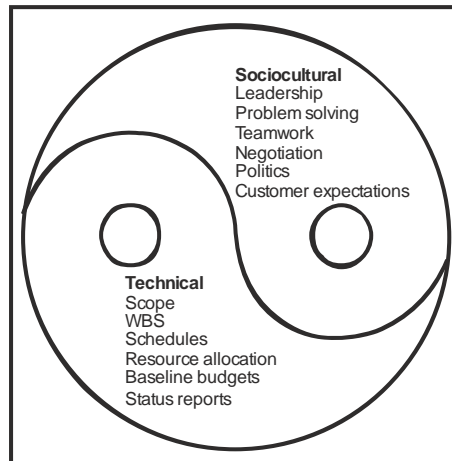 Sociocultural
Leadership
Problem solving
Teamwork
Negotiation
Politics
Customer expectations
Technical
Scope
WBS
Schedules
Resource allocation
Baseline budgets
Status reports